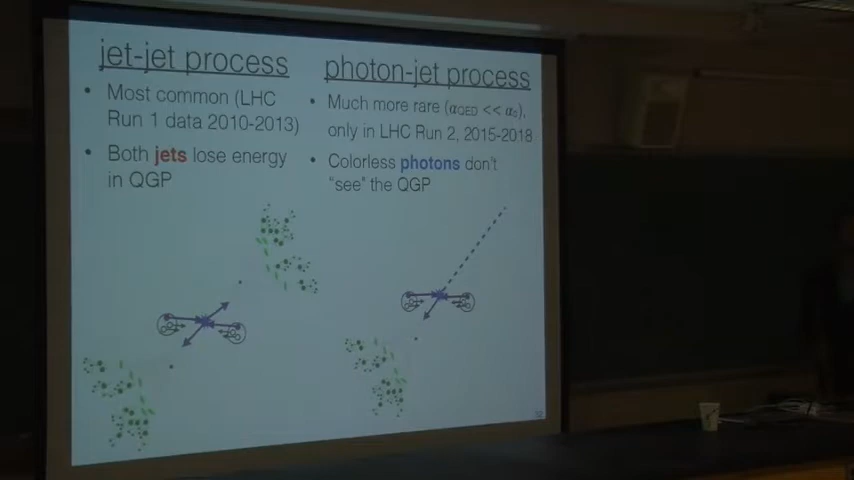 jet-jet process
• Most common (LHC
Run 1 data 2010-2013)
• Both jets lose energy
in QGP
photon-jet process
• Much more rare (αQED << αs),
only in LHC Run 2, 2015-2018
• Colorless photons don't
"see" the QGP